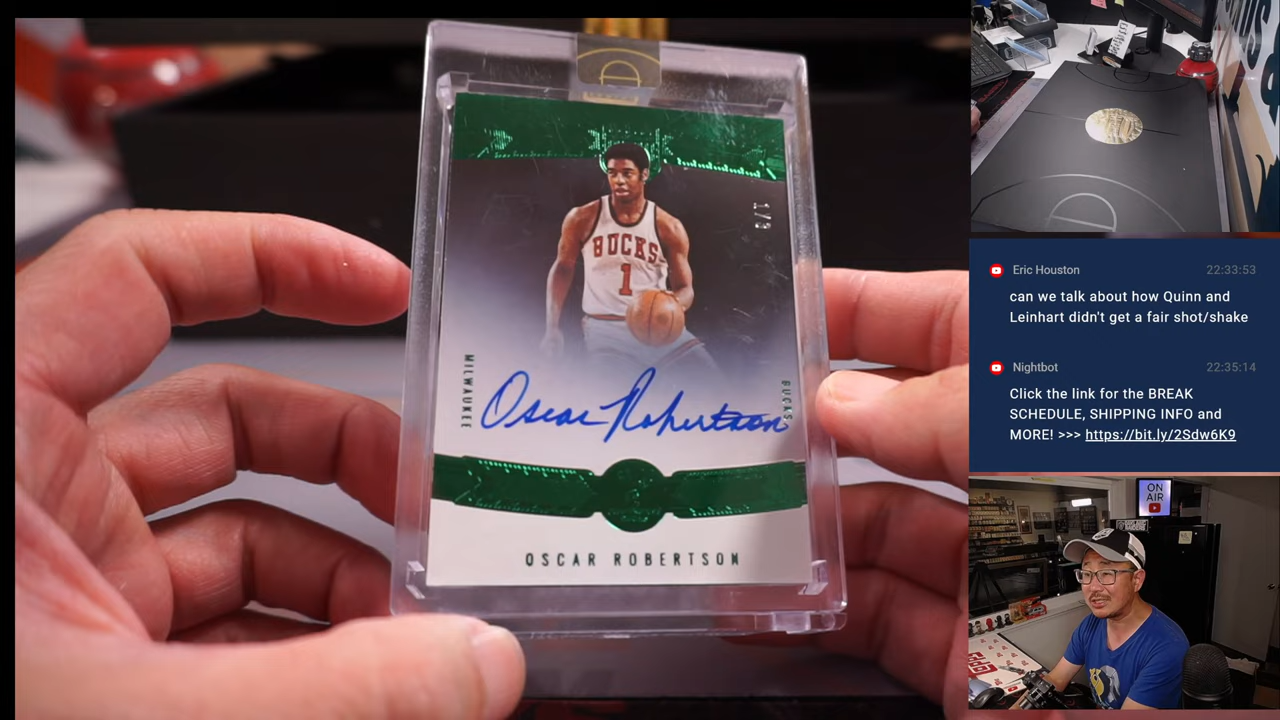 1/3
BUCKS
1
MILWAUKEE
BUCKS
Oscar Robertson
OSCAR ROBERTSON
Eric Houston 22:33:53
can we talk about how Quinn and
Leinhart didn't get a fair shot/shake
Nightbot 22:35:14
Click the link for the BREAK
SCHEDULE, SHIPPING INFO and
MORE! >>> https://bit.ly/2Sdw6K9
ON
AIR